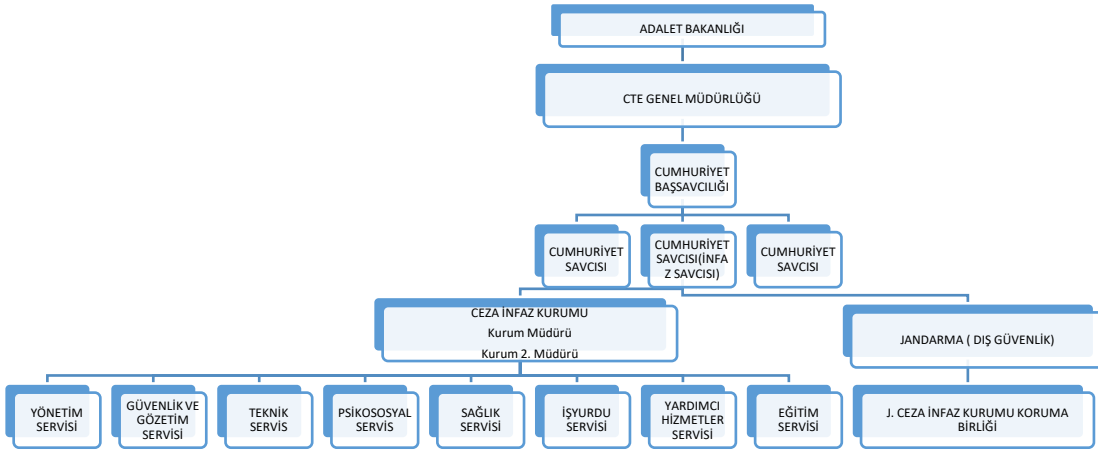 ADALET BAKANLIĞI
CTE GENEL MÜDÜRLÜĞÜ
CUMHURİYET
BAŞSAVCILIĞI
CUMHURİYET
SAVCISI
CUMHURİYET
SAVCISI(İNFA
Z SAVCISI)
CUMHURİYET
SAVCISI
CEZA İNFAZ KURUMU
Kurum Müdürü
Kurum 2. Müdürü
JANDARMA ( DIŞ GÜVENLİK)
YÖNETİM
SERVİSİ
GÜVENLİK VE
GÖZETİM
SERVİSİ
TEKNİK
SERVİS
PSİKOSOSYAL
SERVİS
SAĞLIK
SERVİSİ
İŞYURDU
SERVİSİ
YARDIMCI
HİZMETLER
SERVİSİ
EĞİTİM
SERVİSİ
J. CEZA İNFAZ KURUMU KORUMA
BİRLİĞİ